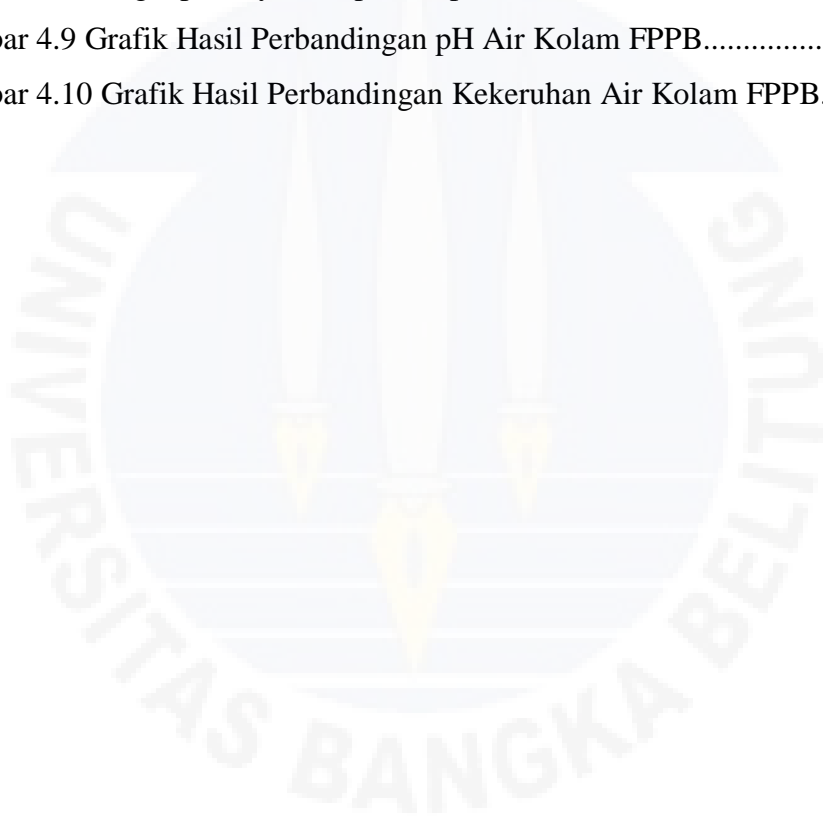 bar 4.9 Grafik Hasil Perbandingan pH Air Kolam FPPB...............
bar 4.10 Grafik Hasil Perbandingan Kekeruhan Air Kolam FPPB.
UNIVERSITAS BANGKA BELITUNG